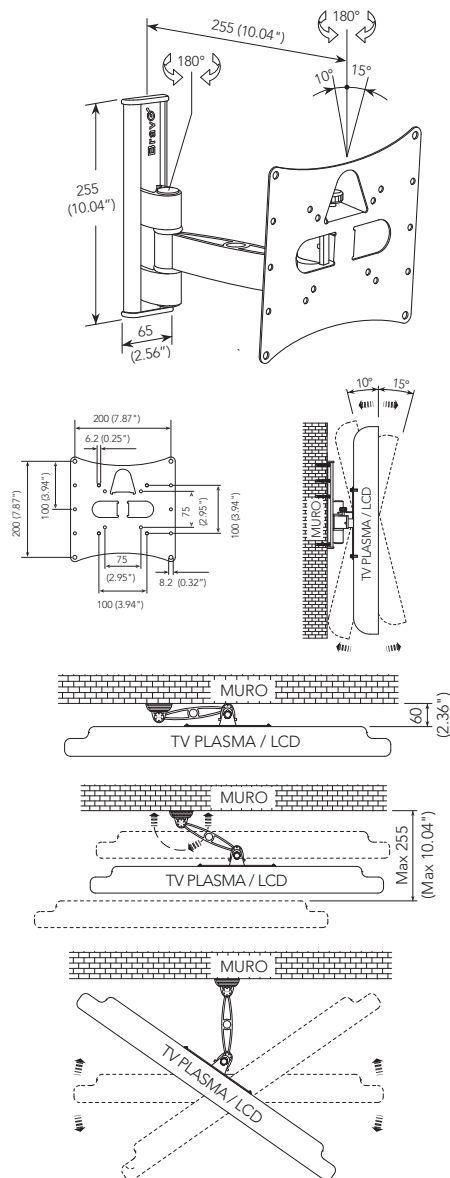 180°
255 (10.04")
180°
10°
15°
Bravo
255
(10.04")
65
(2.56")
200 (7.87")
6.2 (0.25")
200 (7.87")
100 (3.94")
75
(2.95")
100 (3.94")
75
(2.95")
8.2 (0.32")
100 (3.94")
10°
15°
MURO
TV PLASMA / LCD
MURO
TV PLASMA / LCD
60
(2.36")
MURO
TV PLASMA / LCD
Max 255
(Max 10.04")
MURO
TV PLASMA / LCD